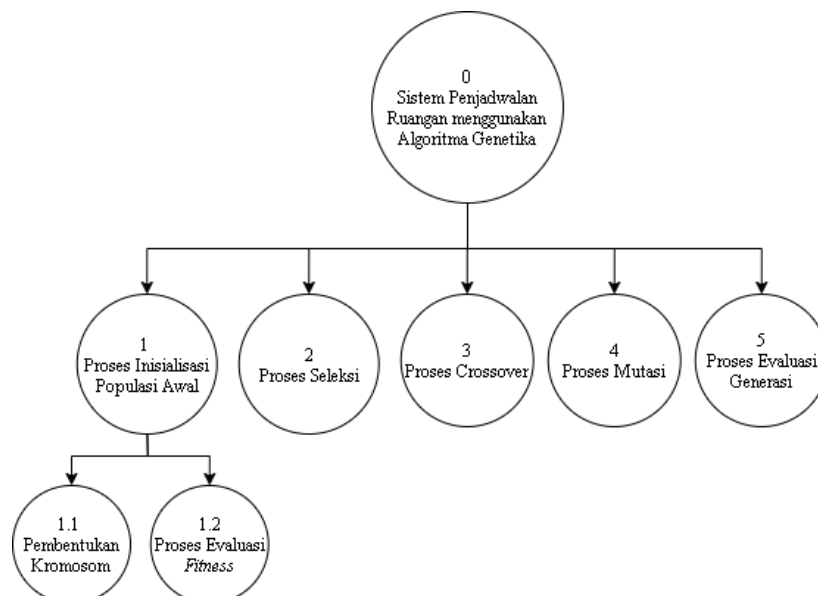 0
Sistem Penjadwalan
Ruangan menggunakan
Algoritma Genetika
1
Proses Inisialisasi
Populasi Awal
2
Proses Seleksi
3
Proses Crossover
4
Proses Mutasi
5
Proses Evaluasi
Generasi
1.1
Pembentukan
Kromosom
1.2
Proses Evaluasi
Fitness